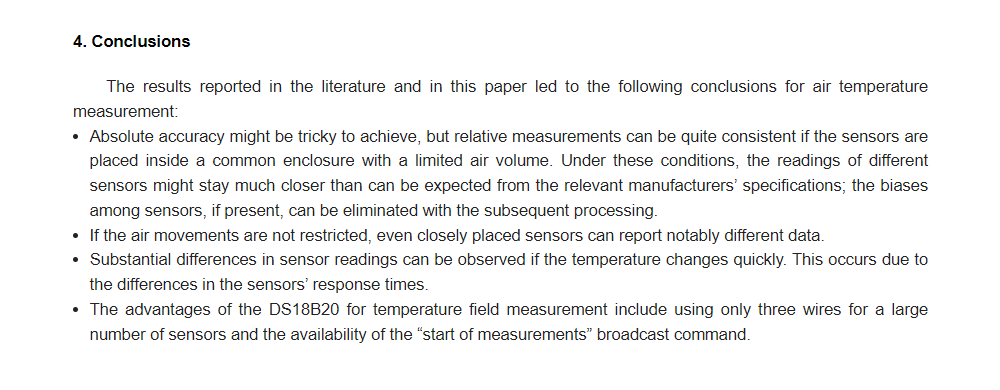 4. Conclusions
The results reported in the literature and in this paper led to the following conclusions for air temperature
measurement:
• Absolute accuracy might be tricky to achieve, but relative measurements can be quite consistent if the sensors are
placed inside a common enclosure with a limited air volume. Under these conditions, the readings of different
sensors might stay much closer than can be expected from the relevant manufacturers’ specifications; the biases
among sensors, if present, can be eliminated with the subsequent processing.
• If the air movements are not restricted, even closely placed sensors can report notably different data.
• Substantial differences in sensor readings can be observed if the temperature changes quickly. This occurs due to
the differences in the sensors’ response times.
• The advantages of the DS18B20 for temperature field measurement include using only three wires for a large
number of sensors and the availability of the “start of measurements” broadcast command.